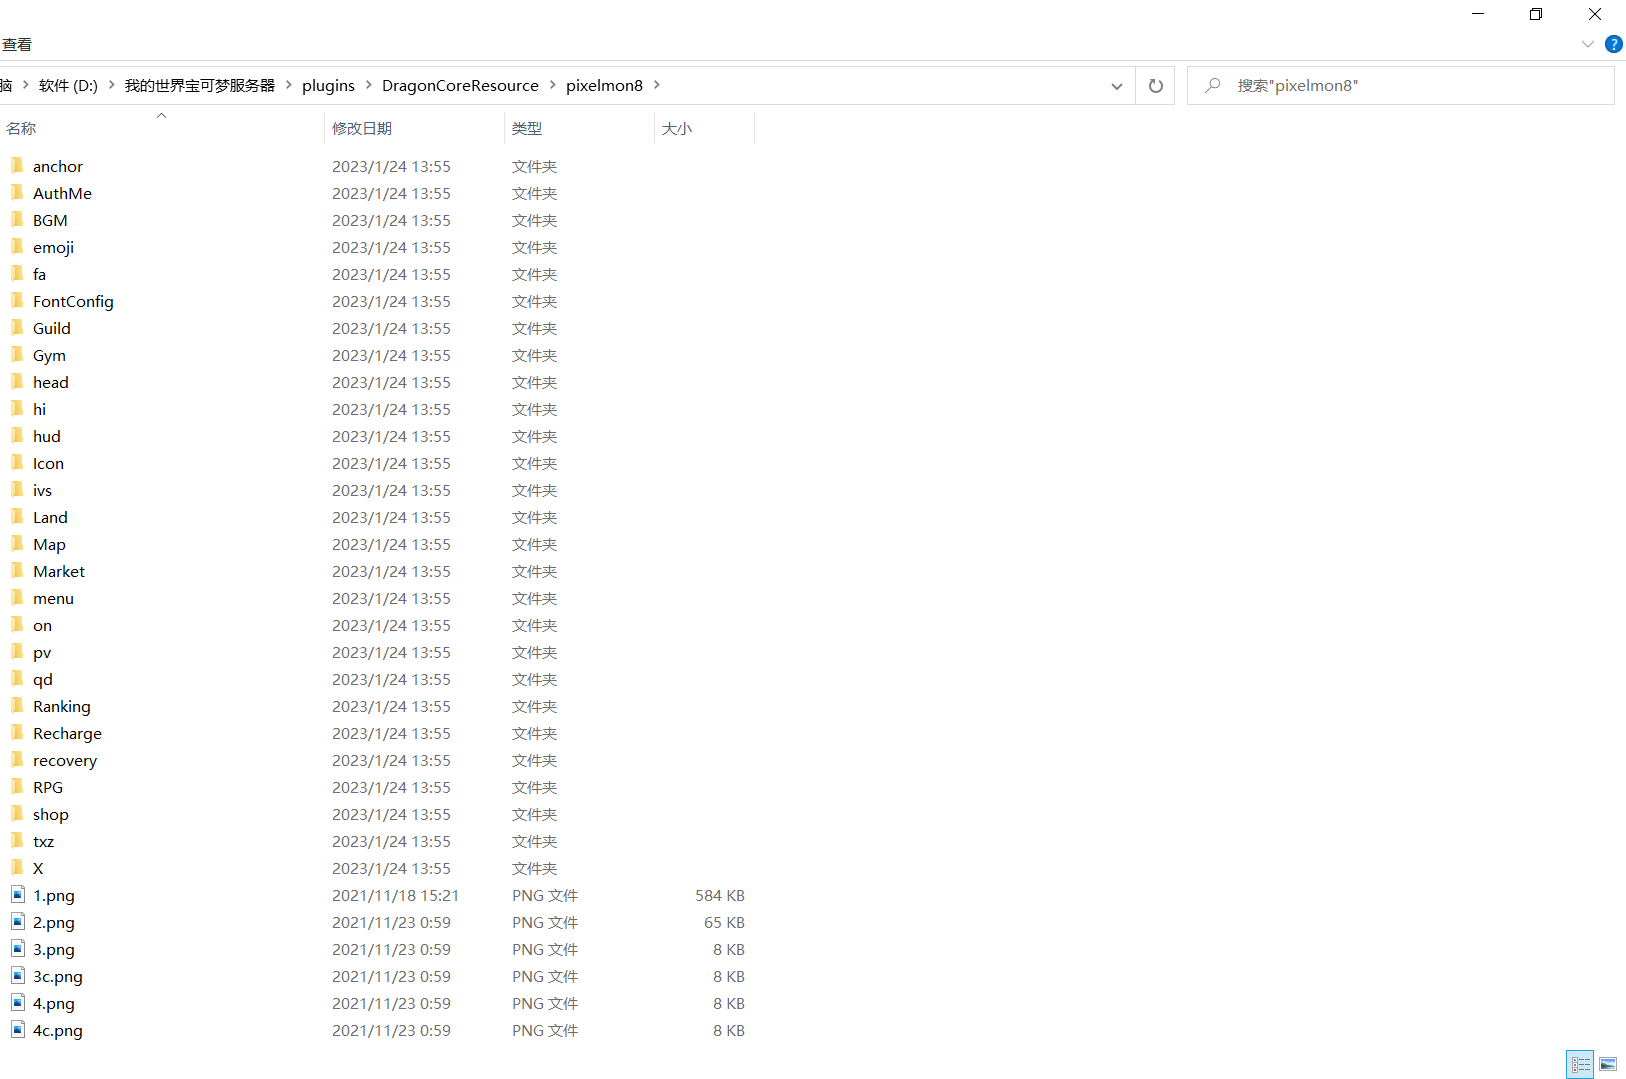 查看
脑 软件 (D:) 我的世界宝可梦服务器 plugins DragonCoreResource pixelmon8 搜索"pixelmon8"
名称 修改日期 类型 大小
anchor 2023/1/24 13:55 文件夹
AuthMe 2023/1/24 13:55 文件夹
BGM 2023/1/24 13:55 文件夹
emoji 2023/1/24 13:55 文件夹
fa 2023/1/24 13:55 文件夹
FontConfig 2023/1/24 13:55 文件夹
Guild 2023/1/24 13:55 文件夹
Gym 2023/1/24 13:55 文件夹
head 2023/1/24 13:55 文件夹
hi 2023/1/24 13:55 文件夹
hud 2023/1/24 13:55 文件夹
Icon 2023/1/24 13:55 文件夹
ivs 2023/1/24 13:55 文件夹
Land 2023/1/24 13:55 文件夹
Map 2023/1/24 13:55 文件夹
Market 2023/1/24 13:55 文件夹
menu 2023/1/24 13:55 文件夹
on 2023/1/24 13:55 文件夹
pv 2023/1/24 13:55 文件夹
qd 2023/1/24 13:55 文件夹
Ranking 2023/1/24 13:55 文件夹
Recharge 2023/1/24 13:55 文件夹
recovery 2023/1/24 13:55 文件夹
RPG 2023/1/24 13:55 文件夹
shop 2023/1/24 13:55 文件夹
txz 2023/1/24 13:55 文件夹
X 2023/1/24 13:55 文件夹
1.png 2021/11/18 15:21 PNG 文件 584 KB
2.png 2021/11/23 0:59 PNG 文件 65 KB
3.png 2021/11/23 0:59 PNG 文件 8 KB
3c.png 2021/11/23 0:59 PNG 文件 8 KB
4.png 2021/11/23 0:59 PNG 文件 8 KB
4c.png 2021/11/23 0:59 PNG 文件 8 KB